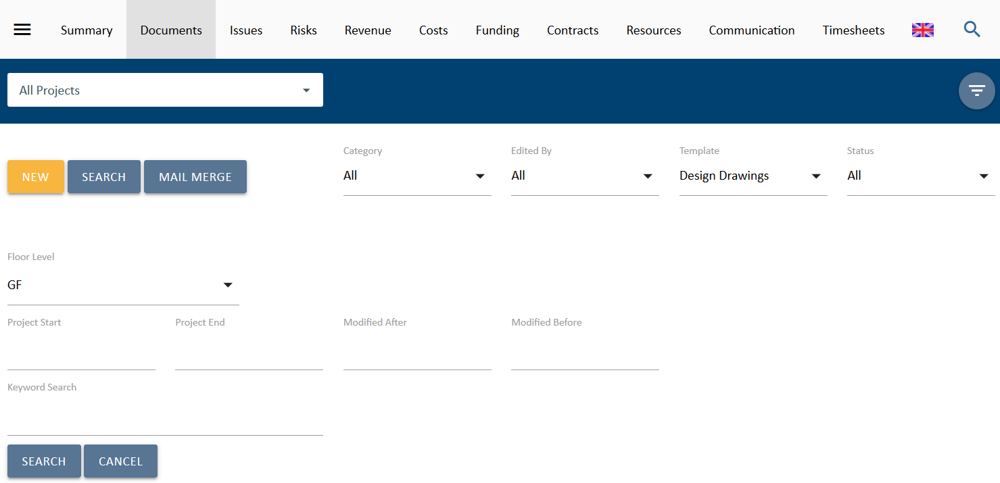 Summary Documents Issues Risks Revenue Costs Funding Contracts Resources Communication Timesheets
All Projects
Category Edited By Template Status
NEW SEARCH MAIL MERGE All All Design Drawings All
Floor Level
GF
Project Start Project End Modified After Modified Before
Keyword Search
SEARCH CANCEL